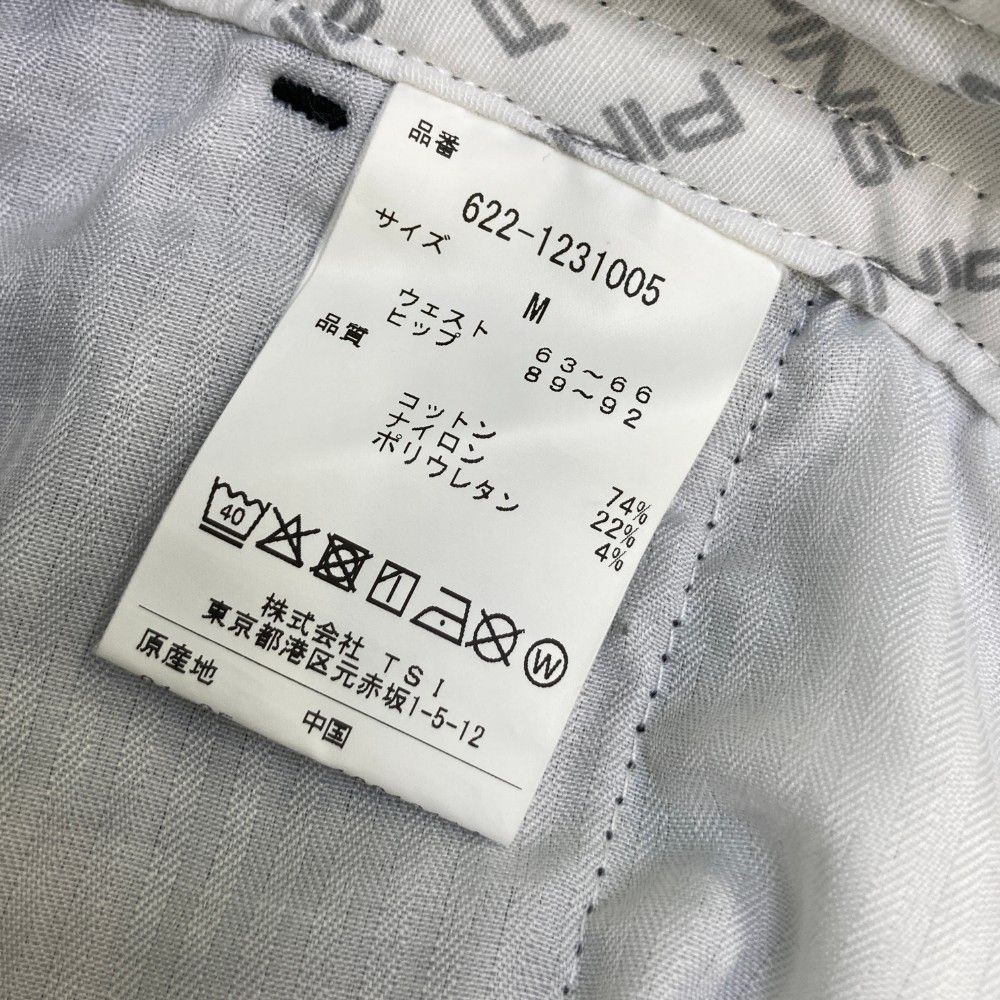 PING
品番
622-1231005
サイズ
M
ウェスト 63～66
ヒップ 89～92
品質
コットン 74%
ナイロン 22%
ポリウレタン 4%
40
W
株式会社 TSI
東京都港区元赤坂1-5-12
原産地
中国